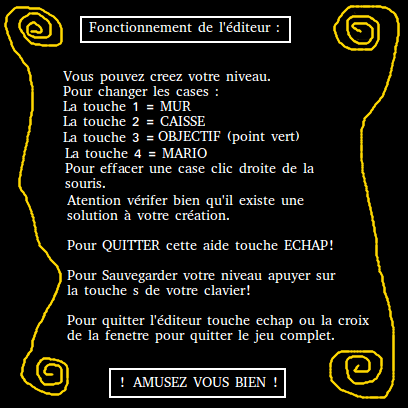 Fonctionnement de l'éditeur :
Vous pouvez creez votre niveau.
Pour changer les cases :
La touche 1 = MUR
La touche 2 = CAISSE
La touche 3 = OBJECTIF (point vert)
La touche 4 = MARIO
Pour effacer une case clic droite de la
souris.
Atention vérifer bien qu'il existe une
solution à votre création.
Pour QUITTER cette aide touche ECHAP!
Pour Sauvegarder votre niveau apuyer sur
la touche s de votre clavier!
Pour quitter l'éditeur touche echap ou la croix
de la fenetre pour quitter le jeu complet.
! AMUSEZ VOUS BIEN !